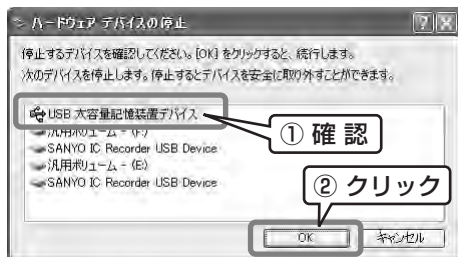 ハードウェア デバイスの停止
停止するデバイスを確認してください。[OK] をクリックすると、続行します。
次のデバイスを停止します。停止するとデバイスを安全に取り外すことができます。
USB 大容量記憶装置デバイス
汎用ボリューム - (F:)
SANYO IC Recorder USB Device
汎用ボリューム - (E:)
SANYO IC Recorder USB Device
① 確 認
② クリック
OK
キャンセル